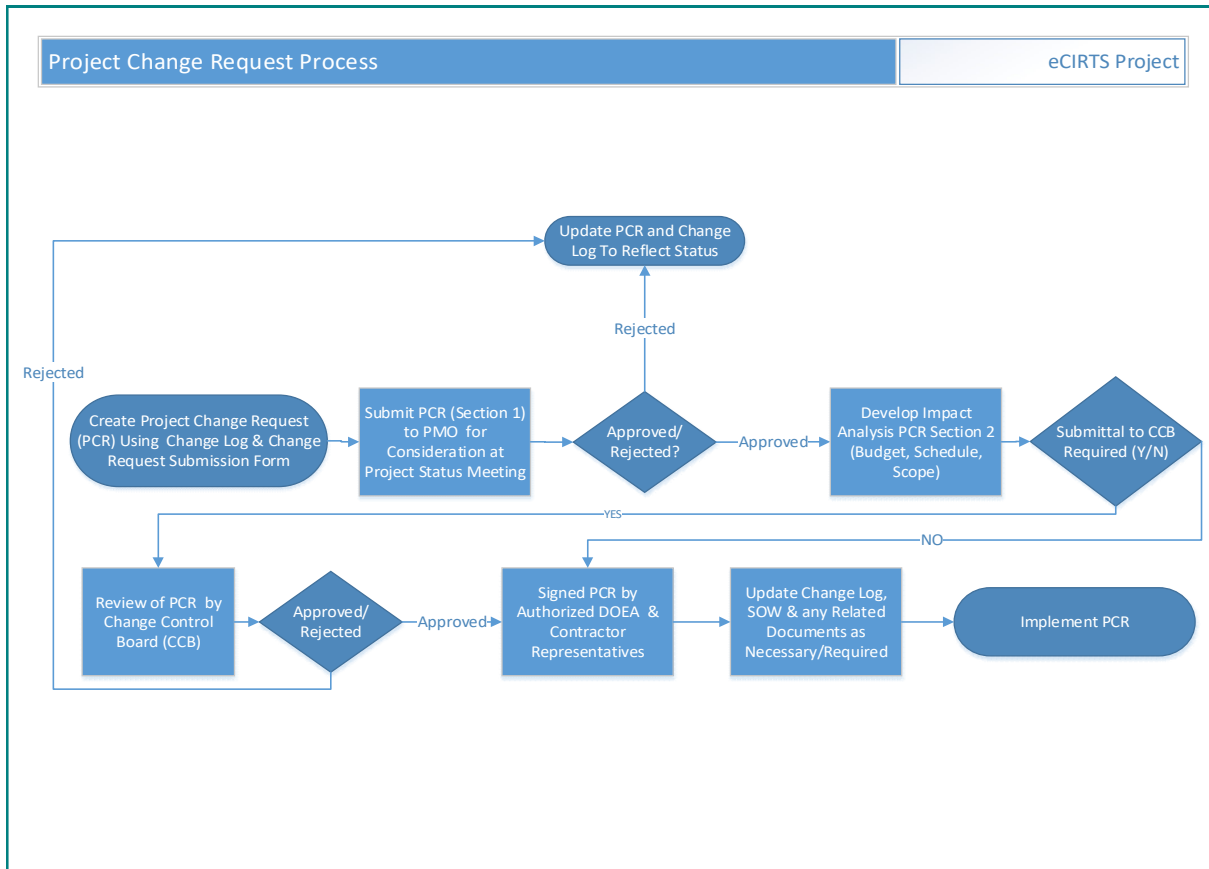 Project Change Request Process
eCIRTS Project
Update PCR and Change
Log To Reflect Status
Rejected
Rejected
Create Project Change Request
(PCR) Using Change Log & Change
Request Submission Form
Submit PCR (Section 1)
to PMO for
Consideration at
Project Status Meeting
Approved/
Rejected?
Approved
Develop Impact
Analysis PCR Section 2
(Budget, Schedule,
Scope)
Submittal to CCB
Required (Y/N)
YES
NO
Review of PCR by
Change Control
Board (CCB)
Approved/
Rejected
Approved
Signed PCR by
Authorized DOEA &
Contractor
Representatives
Update Change Log,
SOW & any Related
Documents as
Necessary/Required
Implement PCR